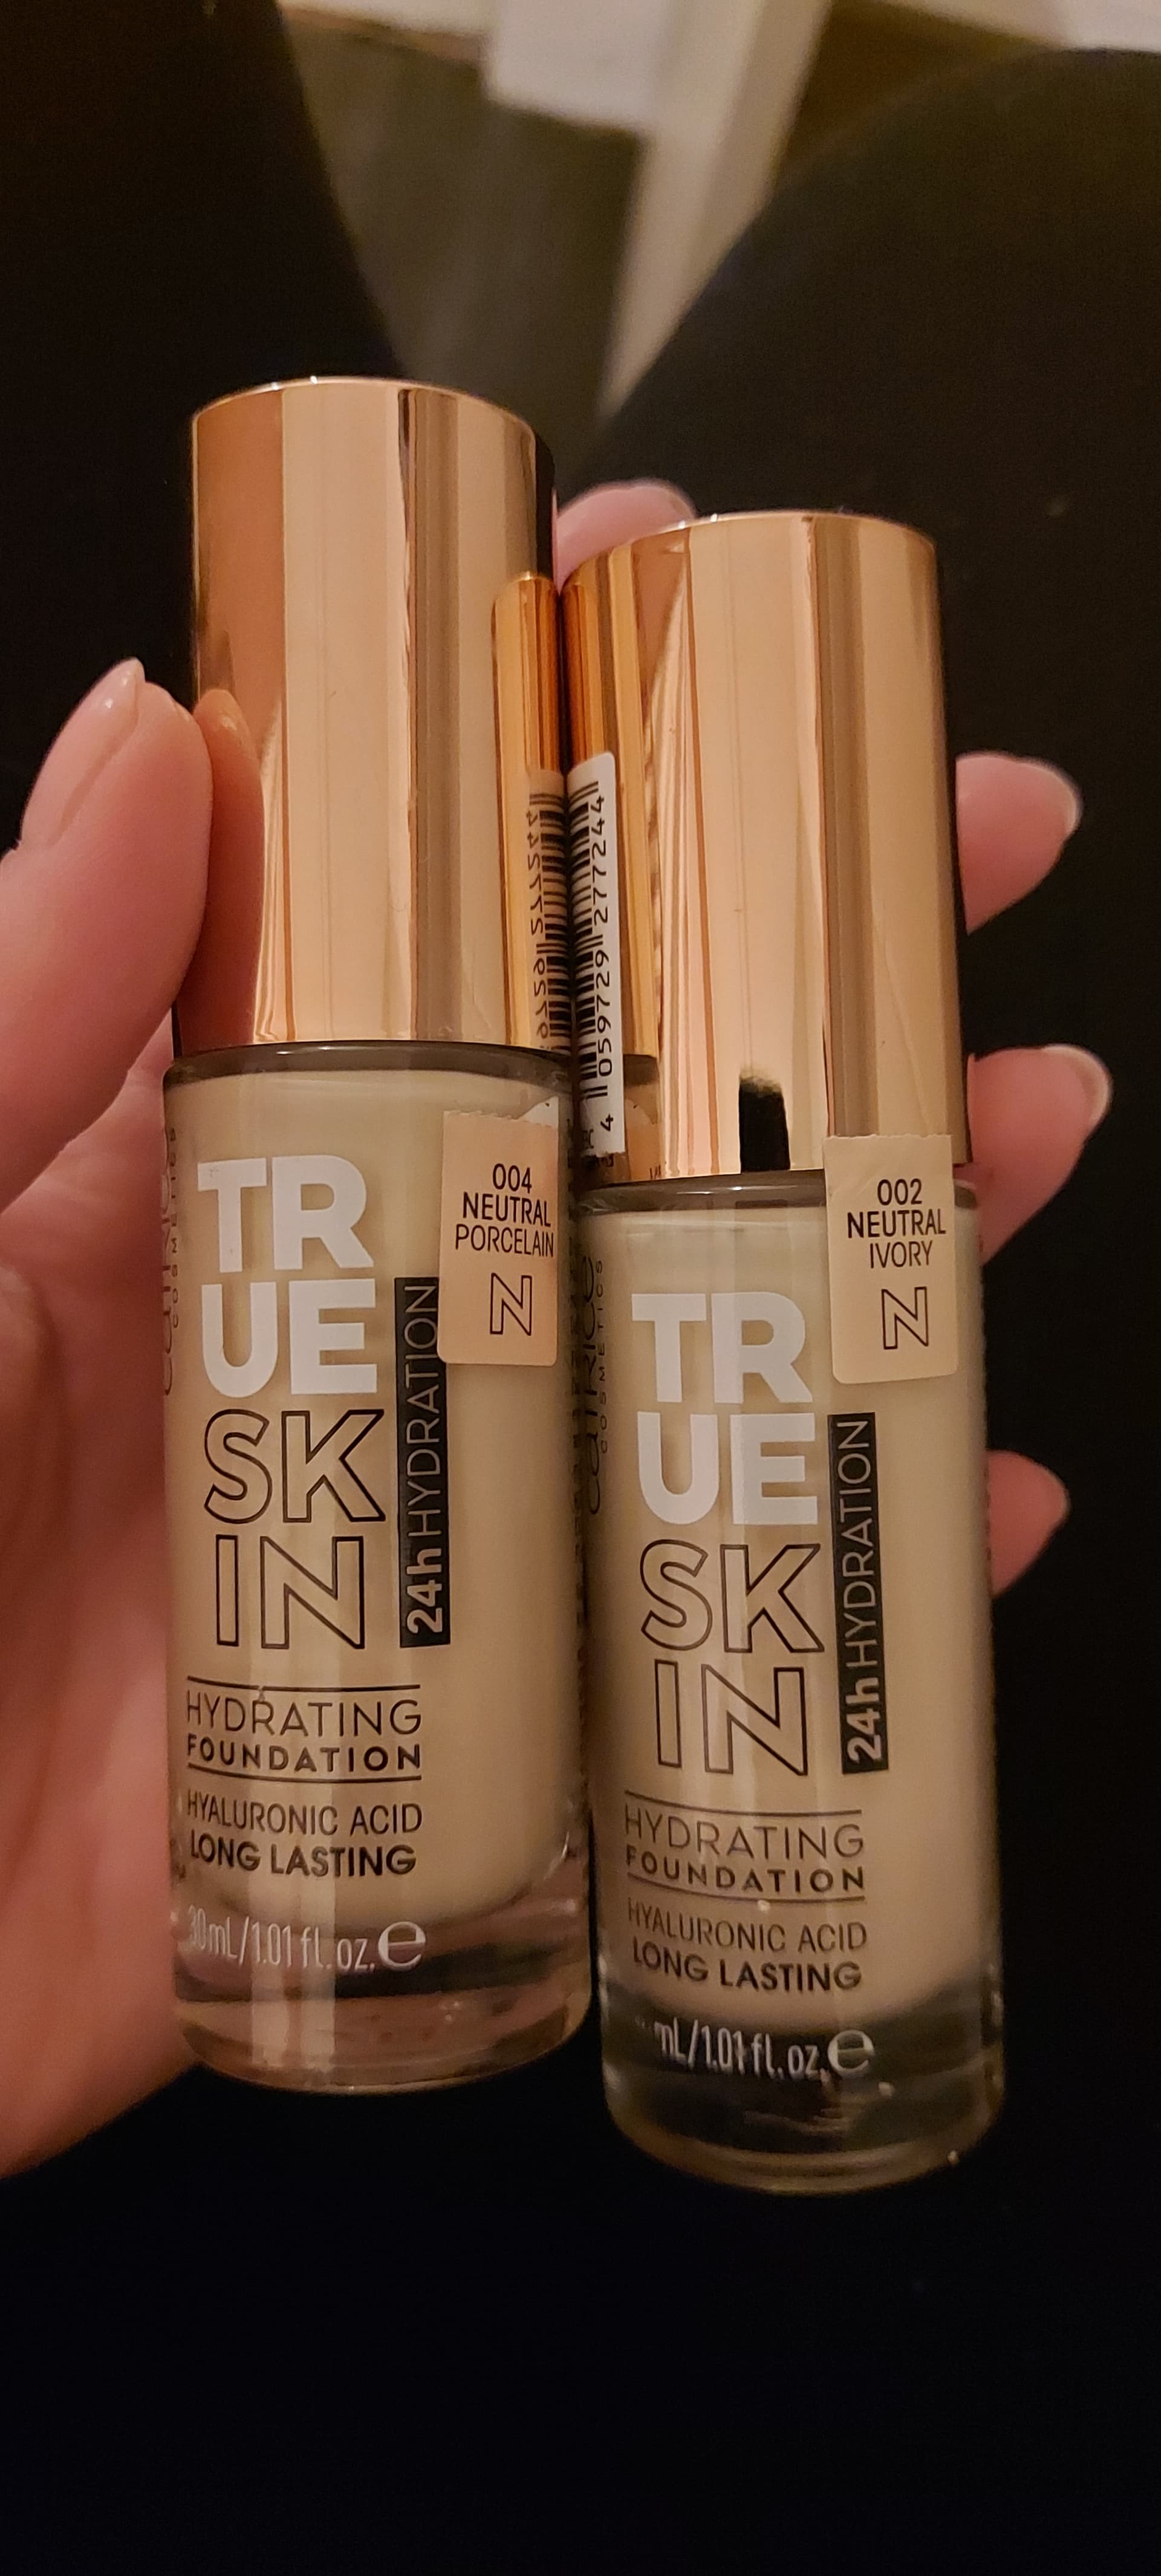 TR
UE
SK
IN
24h HYDRATION
004
NEUTRAL
PORCELAIN
N
HYDRATING
FOUNDATION
HYALURONIC ACID
LONG LASTING
30mL/1.01 fl.oz.℮
4 059729 277244
catrice
COSMETICS
TR
UE
SK
IN
24h HYDRATION
002
NEUTRAL
IVORY
N
HYDRATING
FOUNDATION
HYALURONIC ACID
LONG LASTING
mL/1.01 fl.oz.℮